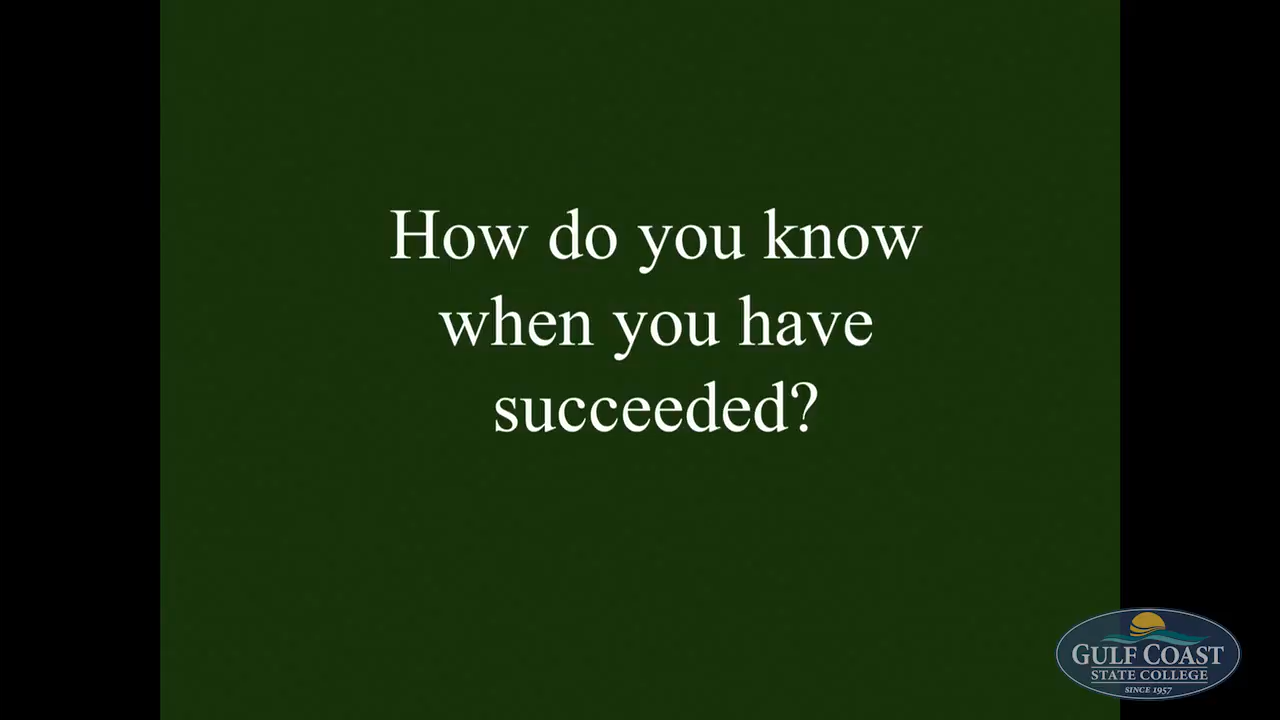 How do you know
when you have
succeeded?
GULF COAST
STATE COLLEGE
SINCE 1957